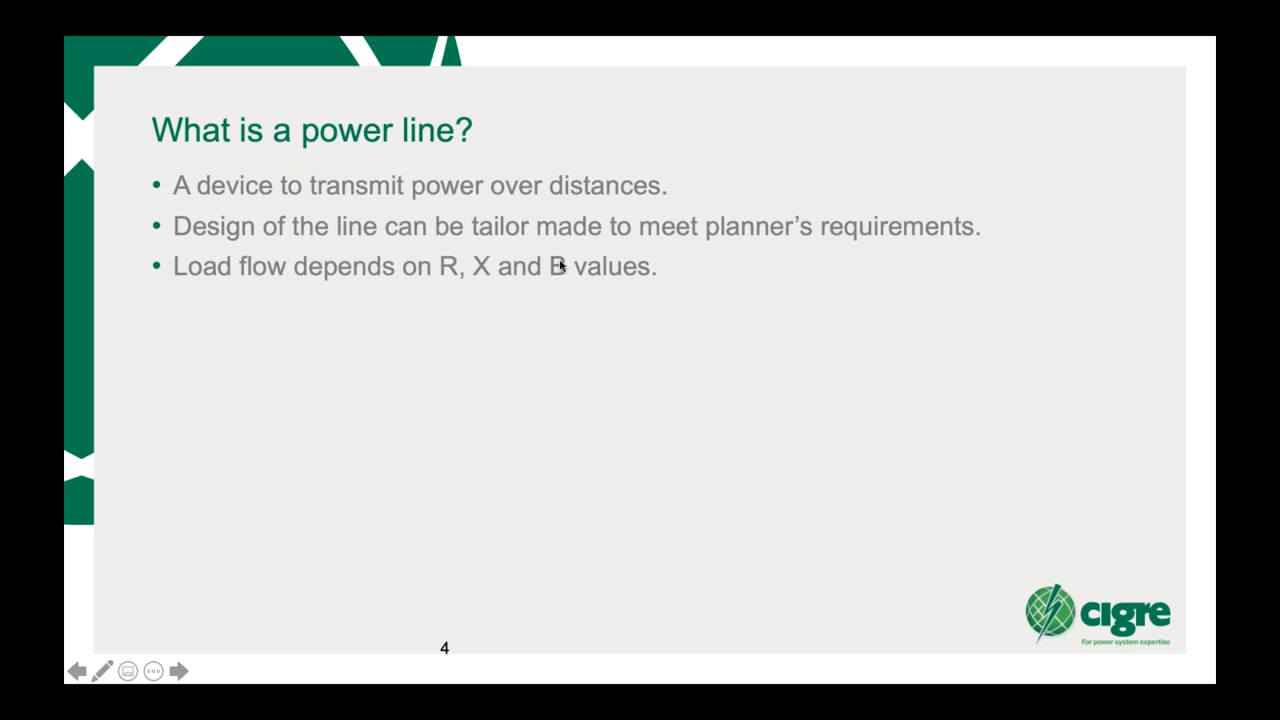 What is a power line?
• A device to transmit power over distances.
• Design of the line can be tailor made to meet planner’s requirements.
• Load flow depends on R, X and B values.
cigre
For power system expertise
4